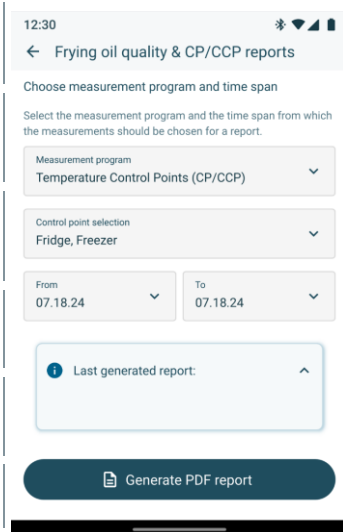 12:30
Frying oil quality & CP/CCP reports
Choose measurement program and time span
Select the measurement program and the time span from which
the measurements should be chosen for a report.
Measurement program
Temperature Control Points (CP/CCP)
Control point selection
Fridge, Freezer
From
07.18.24
To
07.18.24
Last generated report:
Generate PDF report